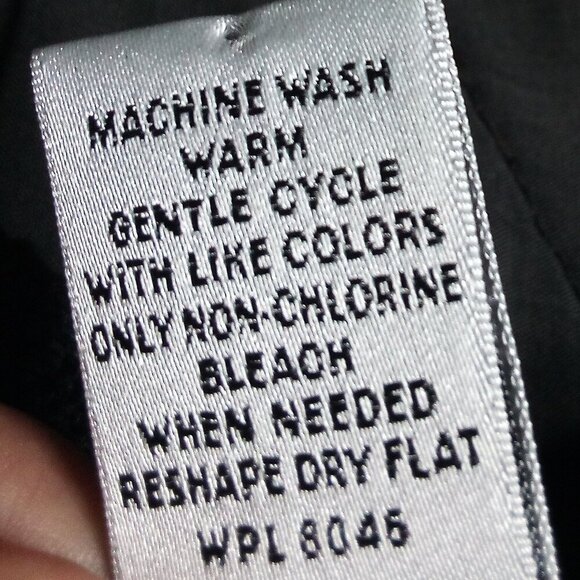 MACHINE WASH
WARM
GENTLE CYCLE
WITH LIKE COLORS
ONLY NON-CHLORINE
BLEACH
WHEN NEEDED
RESHAPE DRY FLAT
WPL 8046